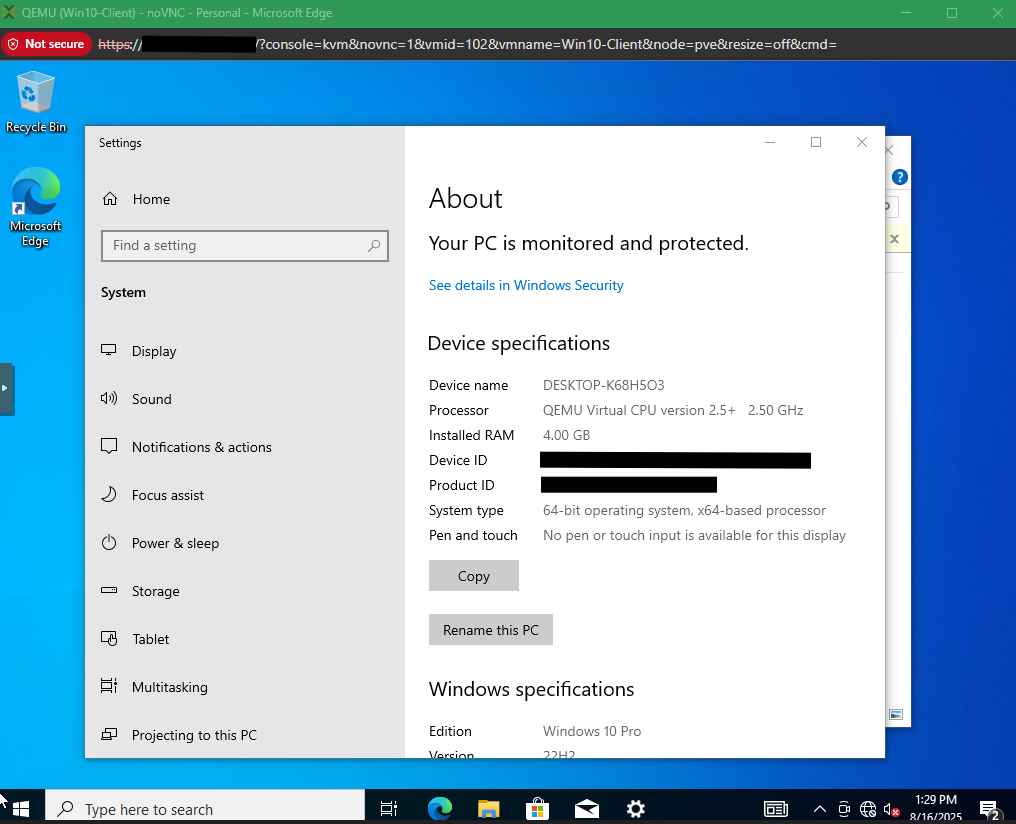 QEMU (Win10-Client) - noVNC - Personal - Microsoft Edge
Not secure https://
/?console=kvm&novnc=1&vmid=102&vmname=Win10-Client&node=pve&resize=off&cmd=
Recycle Bin
Microsoft
Edge
Settings
Home
Find a setting
System
Display
Sound
Notifications & actions
Focus assist
Power & sleep
Storage
Tablet
Multitasking
Projecting to this PC
About
Your PC is monitored and protected.
See details in Windows Security
Device specifications
Device name DESKTOP-K68H5O3
Processor QEMU Virtual CPU version 2.5+ 2.50 GHz
Installed RAM 4.00 GB
Device ID
Product ID
System type 64-bit operating system, x64-based processor
Pen and touch No pen or touch input is available for this display
Copy
Rename this PC
Windows specifications
Edition Windows 10 Pro
Version 22H2
Type here to search
1:29 PM
8/16/2025
2